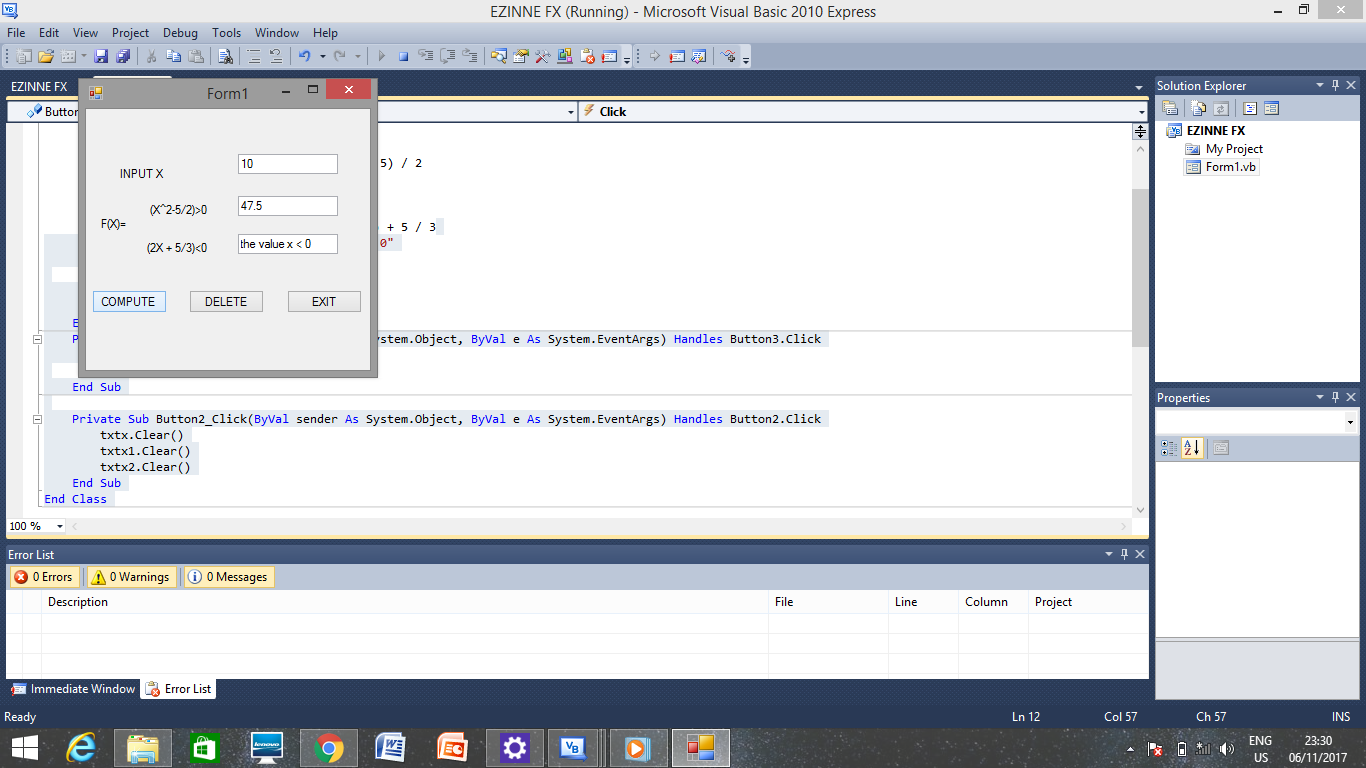 EZINNE FX (Running) - Microsoft Visual Basic 2010 Express
File Edit View Project Debug Tools Window Help
EZINNE FX
Form1
Button
Click
5) / 2
+ 5 / 3
0"
INPUT X
10
(X^2-5/2)>0
47.5
F(X)=
(2X + 5/3)<0
the value x < 0
COMPUTE DELETE EXIT
System.Object, ByVal e As System.EventArgs) Handles Button3.Click
End Sub
Private Sub Button2_Click(ByVal sender As System.Object, ByVal e As System.EventArgs) Handles Button2.Click
txtx.Clear()
txtx1.Clear()
txtx2.Clear()
End Sub
End Class
100 %
Solution Explorer
EZINNE FX
My Project
Form1.vb
Properties
Error List
0 Errors 0 Warnings 0 Messages
Description File Line Column Project
Immediate Window Error List
Ready Ln 12 Col 57 Ch 57 INS
lenovo
VB
ENG 23:30
US 06/11/2017